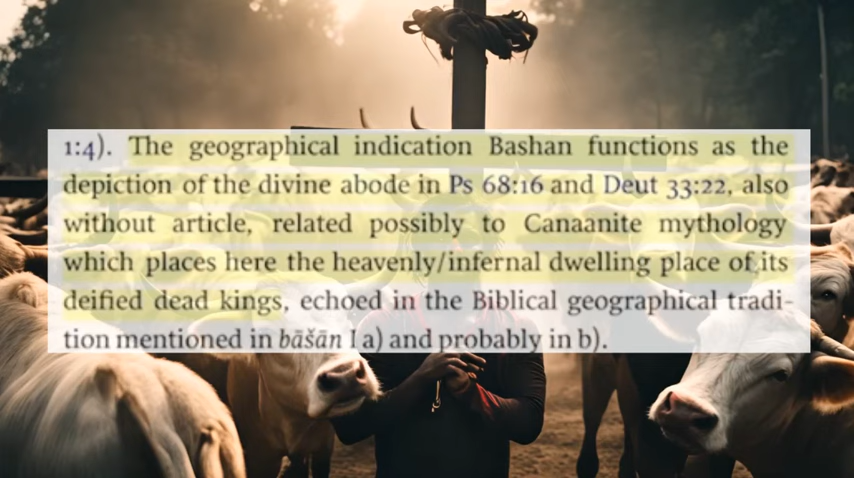 1:4). The geographical indication Bashan functions as the
depiction of the divine abode in Ps 68:16 and Deut 33:22, also
without article, related possibly to Canaanite mythology
which places here the heavenly/infernal dwelling place of its
deified dead kings, echoed in the Biblical geographical tradi-
tion mentioned in bāšān I a) and probably in b).